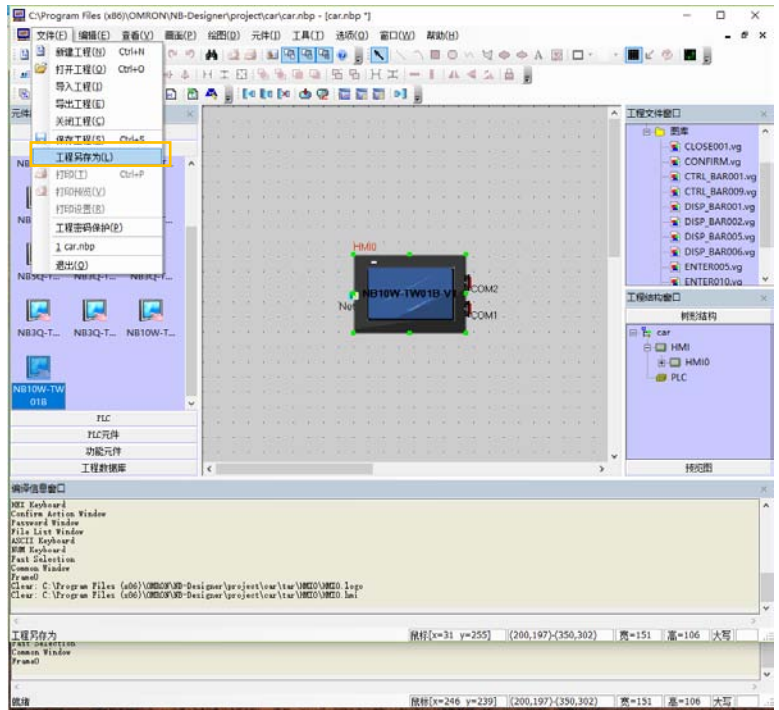 C:\Program Files (x86)\OMRON\NB-Designer\project\car\car.nbp - [car.nbp *]
文件(F) 编辑(E) 查看(V) 画面(P) 绘图(D) 元件(I) 工具(T) 选项(O) 窗口(W) 帮助(H)
新建工程(N) Ctrl+N
打开工程(O) Ctrl+O
导入工程(I)
导出工程(E)
关闭工程(C)
保存工程(S) Ctrl+S
工程另存为(L)
打印(T) Ctrl+P
打印预览(V)
打印设置(R)
工程密码保护(P)
1 car.nbp
退出(Q)
NB3Q-T... NB3Q-T... NB10W-T...
NB10W-TW
01B
PLC
PLC元件
功能元件
工程数据库
HMI0
NB10W-TW01B-V1
COM2
COM1
工程文件窗口
图库
CLOSE001.vg
CONFIRM.vg
CTRL_BAR001.vg
CTRL_BAR009.vg
DISP_BAR001.vg
DISP_BAR002.vg
DISP_BAR005.vg
DISP_BAR006.vg
ENTER005.vg
ENTER010.vg
工程结构窗口
树形结构
car
HMI
HMI0
PLC
预览图
编译信息窗口
HEX Keyboard
Confirm Action Window
Password Window
File List Window
ASCII Keyboard
NUM Keyboard
Fast Selection
Common Window
Frame0
Clear: C:\Program Files (x86)\OMRON\NB-Designer\project\car\tar\HMI0\HMI0.logo
Clear: C:\Program Files (x86)\OMRON\NB-Designer\project\car\tar\HMI0\HMI0.hmi
工程另存为 鼠标[x=31 y=255] (200,197)-(350,302) 宽=151 高=106 大写
Fast Selection
Common Window
Frame0
就绪 鼠标[x=246 y=239] (200,197)-(350,302) 宽=151 高=106 大写